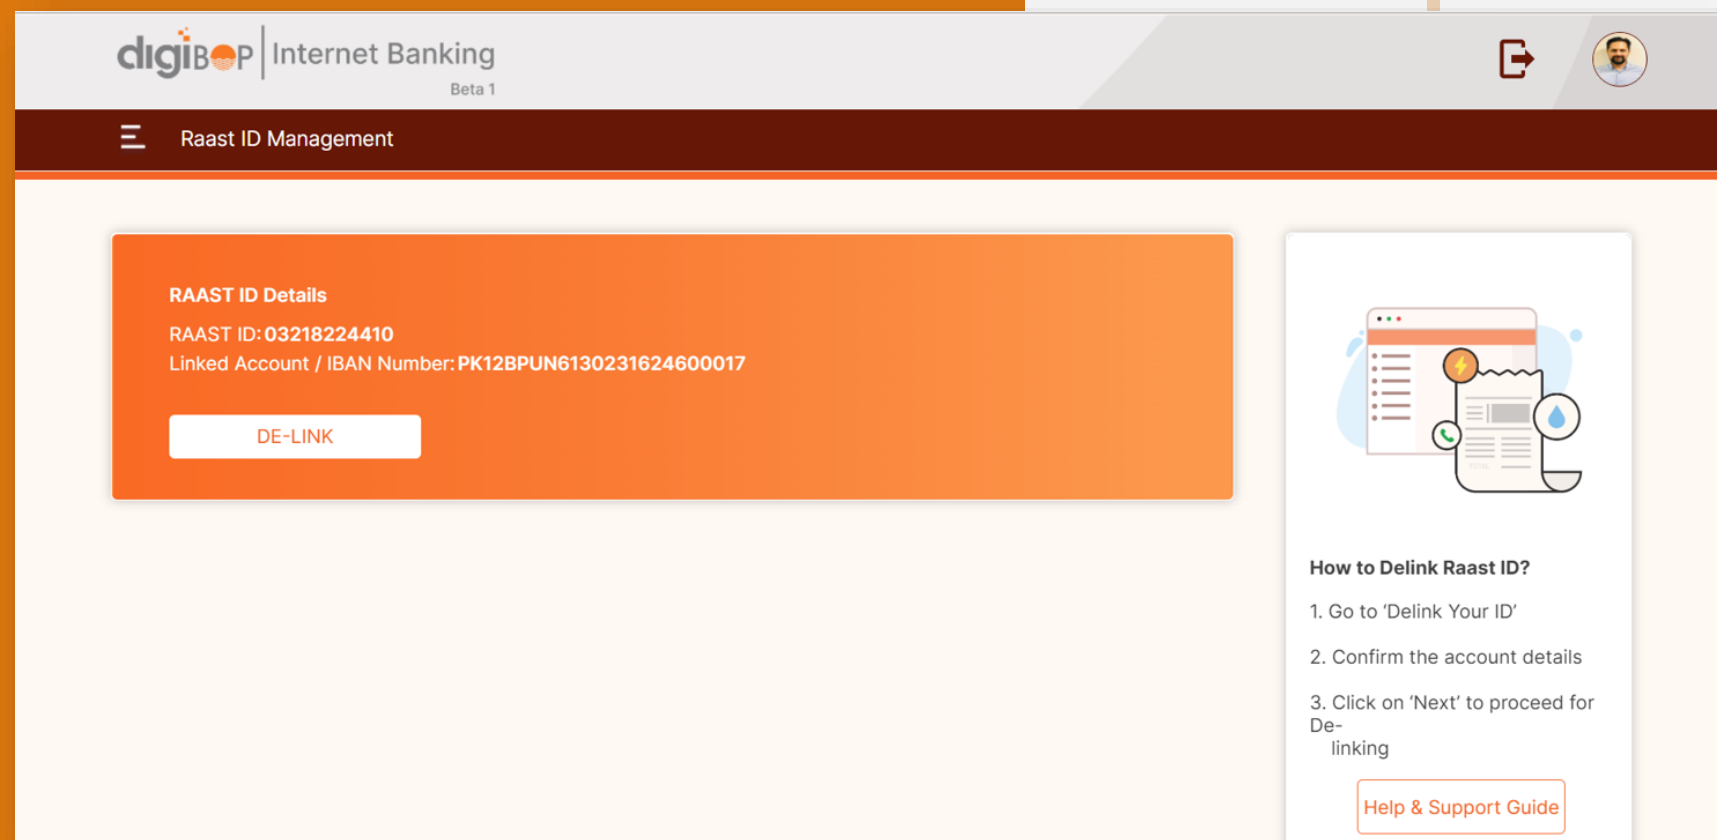 digiBOP Internet Banking
Beta 1
Raast ID Management
RAAST ID Details
RAAST ID: 03218224410
Linked Account / IBAN Number: PK12BPUN6130231624600017
DE-LINK
TOTAL
How to Delink Raast ID?
1. Go to ‘Delink Your ID’
2. Confirm the account details
3. Click on ‘Next’ to proceed for
De-
linking
Help & Support Guide